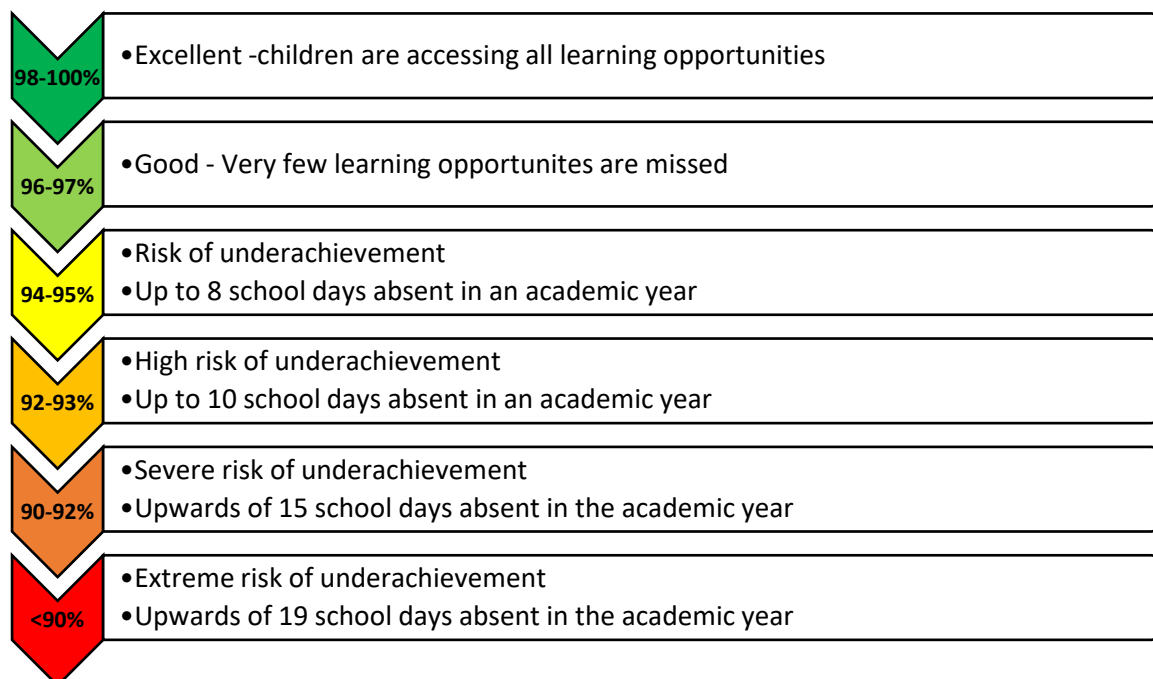 98-100%
•Excellent -children are accessing all learning opportunities
96-97%
•Good - Very few learning opportunites are missed
94-95%
•Risk of underachievement
•Up to 8 school days absent in an academic year
92-93%
•High risk of underachievement
•Up to 10 school days absent in an academic year
90-92%
•Severe risk of underachievement
•Upwards of 15 school days absent in the academic year
<90%
•Extreme risk of underachievement
•Upwards of 19 school days absent in the academic year